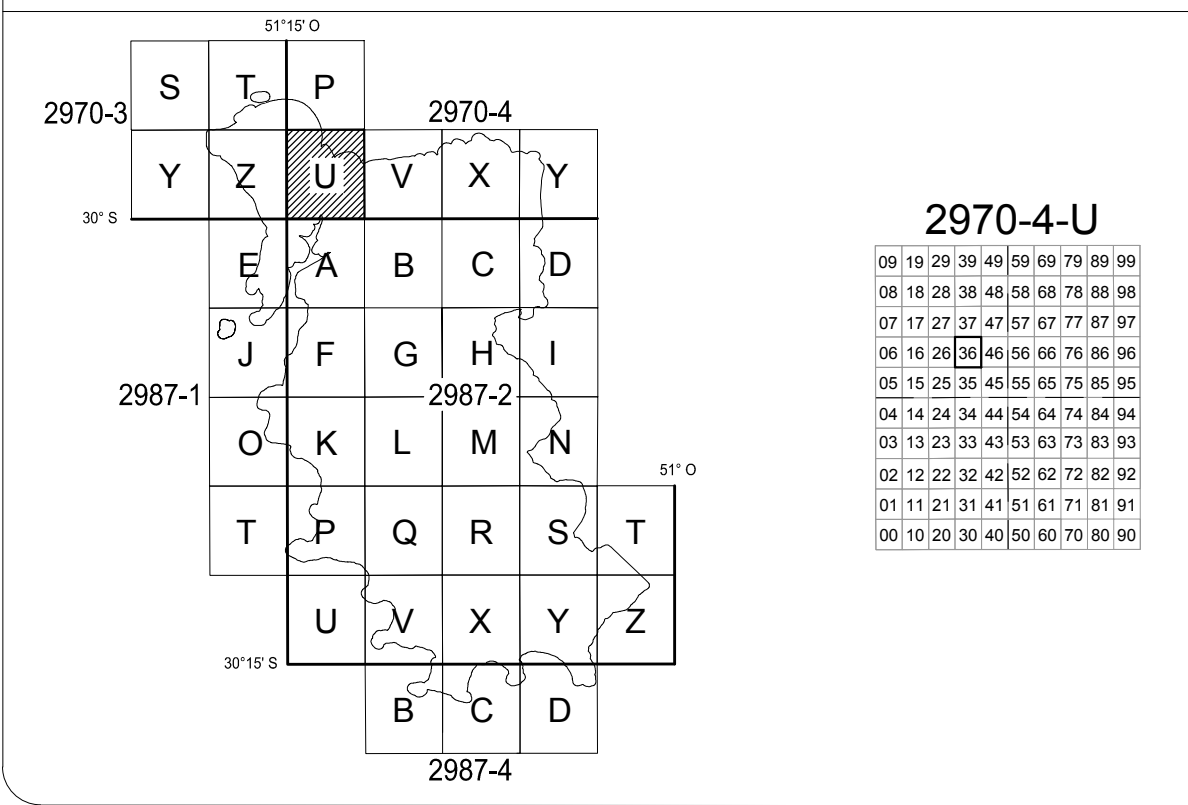 51°15' O
S T P
2970-3
2970-4
Y Z U V X Y
30° S
E A B C D
J F G H I
2987-1
2987-2
O K L M N
51° O
T P Q R S T
U V X Y Z
30°15' S
B C D
2987-4
2970-4-U
09 19 29 39 49 59 69 79 89 99
08 18 28 38 48 58 68 78 88 98
07 17 27 37 47 57 67 77 87 97
06 16 26 36 46 56 66 76 86 96
05 15 25 35 45 55 65 75 85 95
04 14 24 34 44 54 64 74 84 94
03 13 23 33 43 53 63 73 83 93
02 12 22 32 42 52 62 72 82 92
01 11 21 31 41 51 61 71 81 91
00 10 20 30 40 50 60 70 80 90